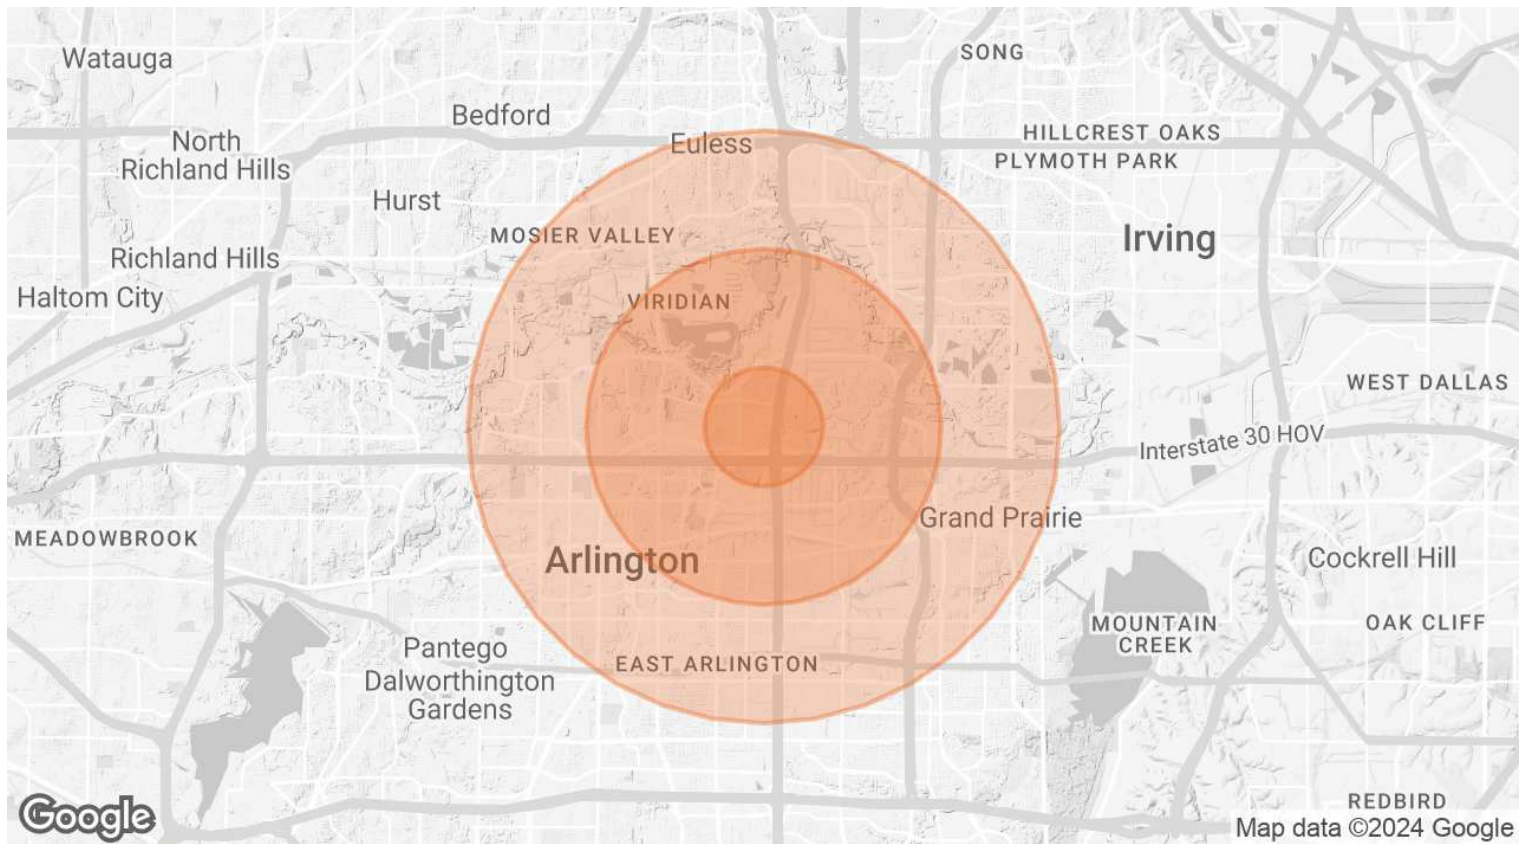 Watauga
SONG
Bedford
North
Richland Hills
Euless
HILLCREST OAKS
PLYMOTH PARK
Hurst
MOSIER VALLEY
Irving
Richland Hills
Haltom City
VIRIDIAN
WEST DALLAS
Interstate 30 HOV
Grand Prairie
MEADOWBROOK
Arlington
Cockrell Hill
MOUNTAIN
CREEK
OAK CLIFF
Pantego
EAST ARLINGTON
Dalworthington
Gardens
REDBIRD
Google
Map data ©2024 Google